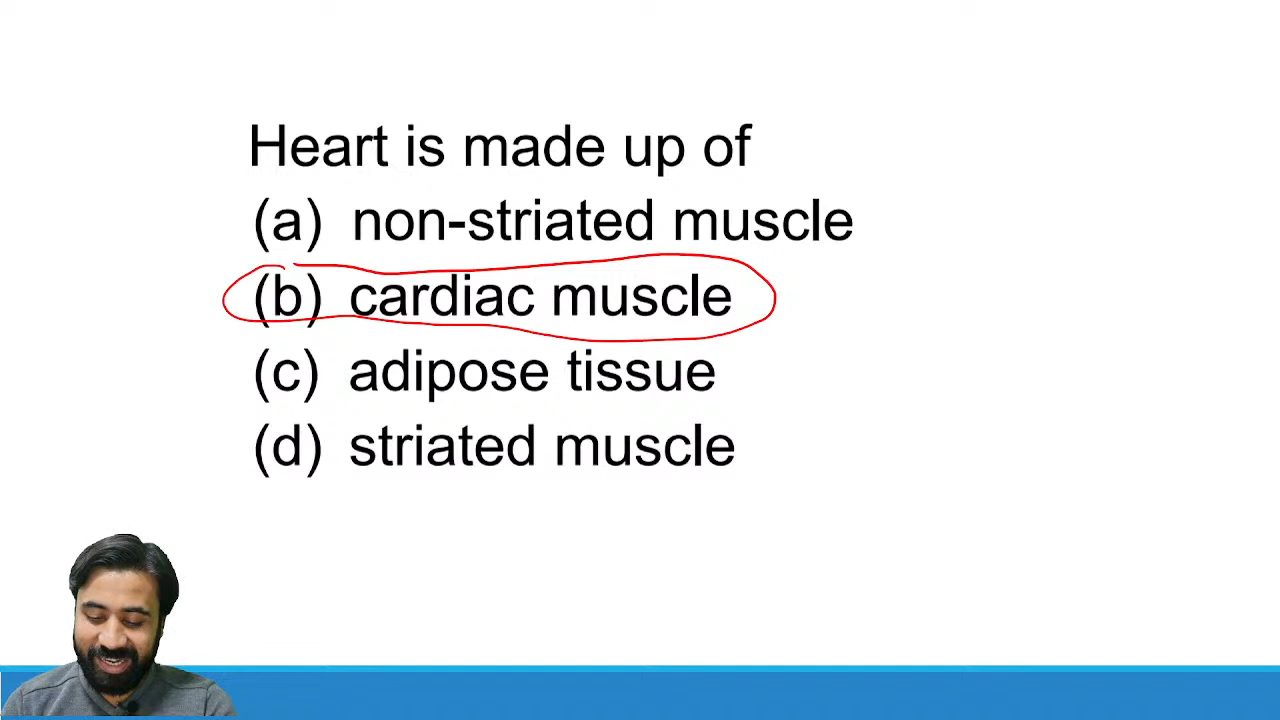 Heart is made up of
(a) non-striated muscle
(b) cardiac muscle
(c) adipose tissue
(d) striated muscle